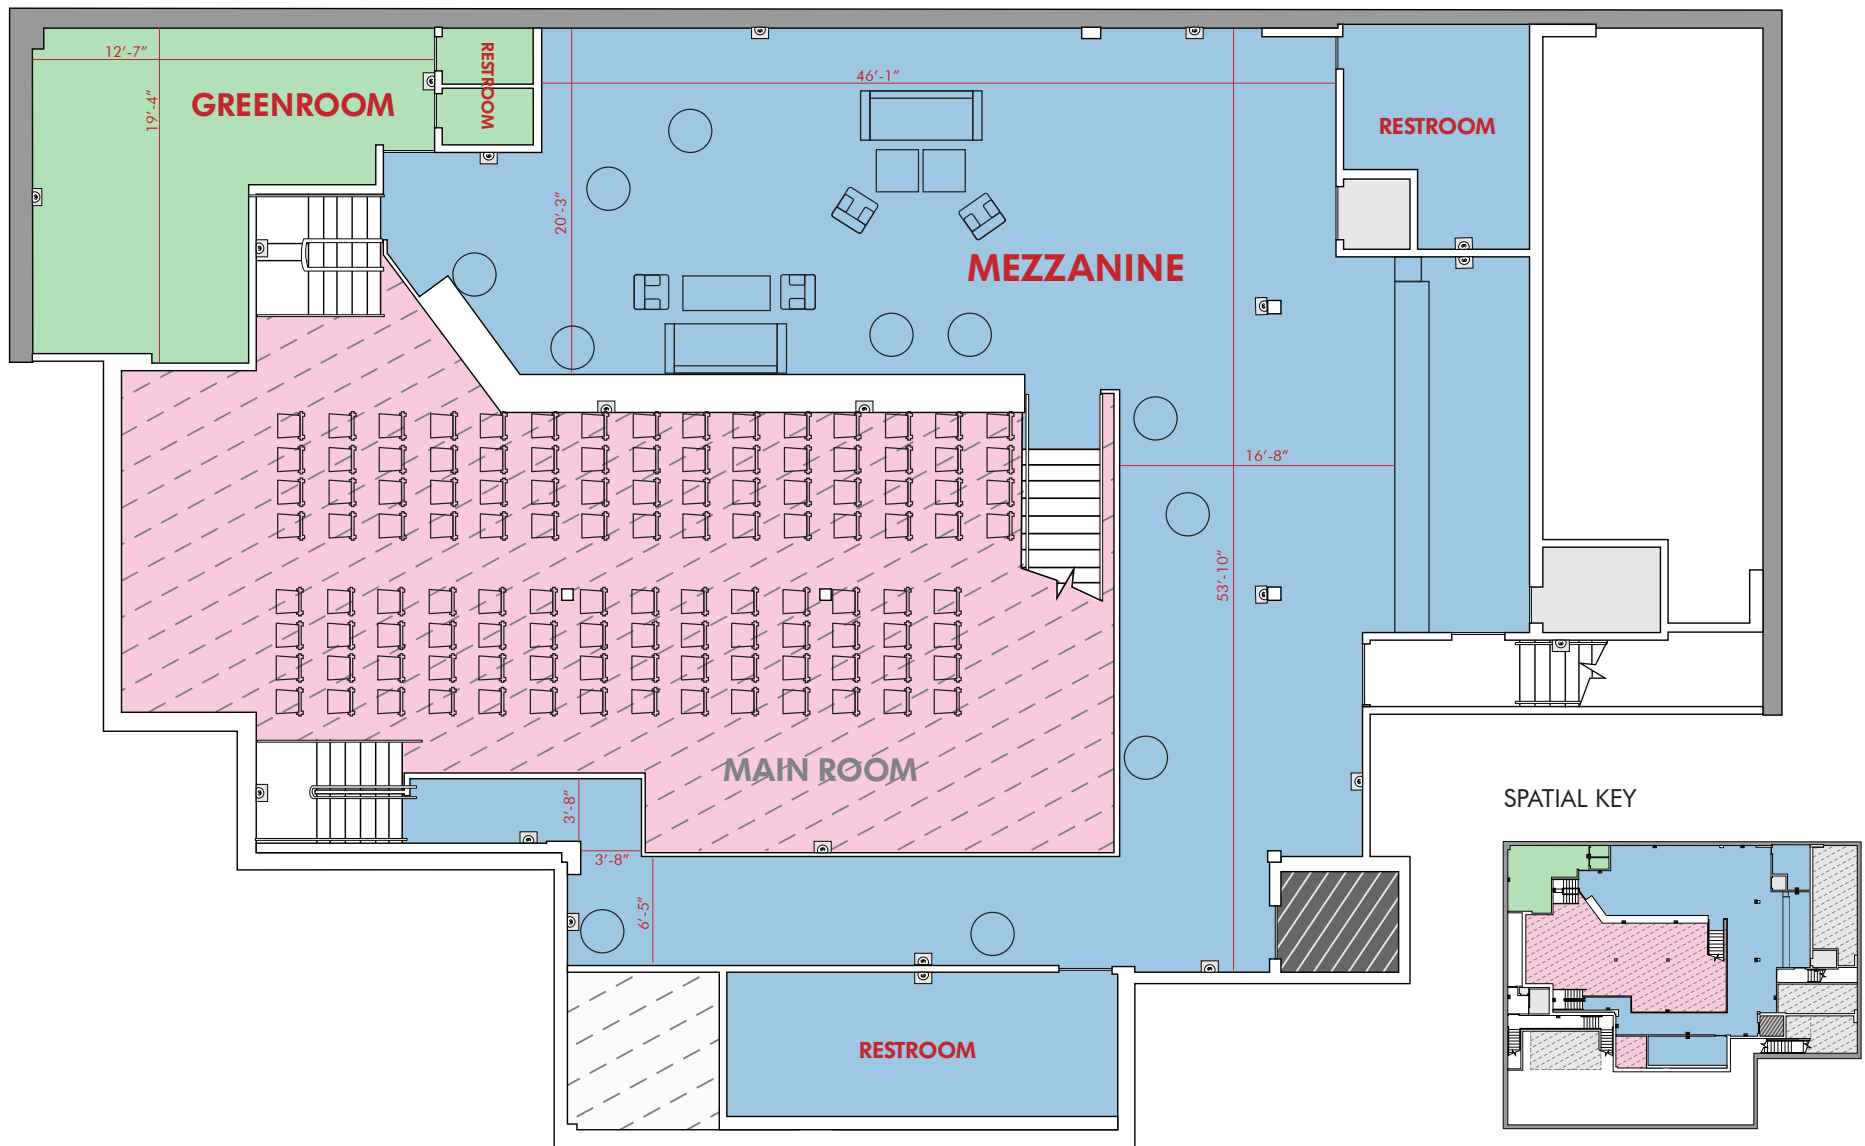 12'-7"
19'-4"
GREENROOM
RESTROOM
46'-1"
20'-3"
RESTROOM
MEZZANINE
16'-8"
53'-10"
MAIN ROOM
3'-8"
3'-8"
6'-5"
RESTROOM
SPATIAL KEY